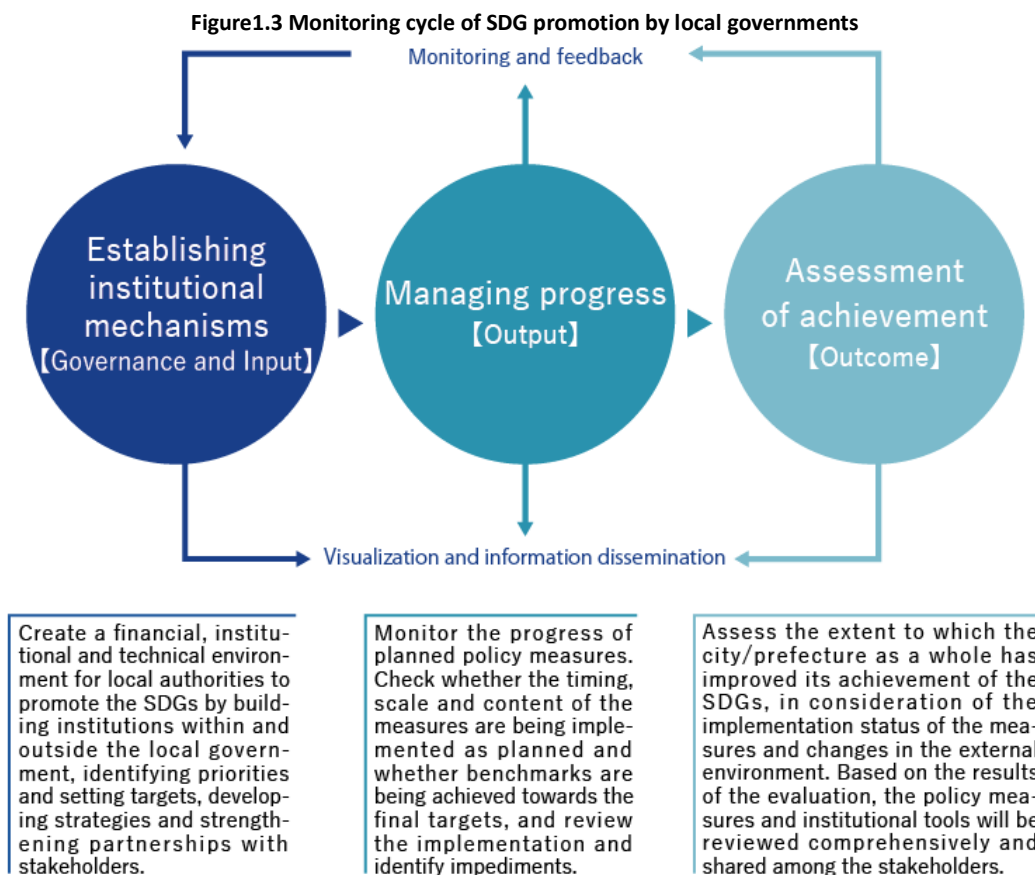 Figure1.3 Monitoring cycle of SDG promotion by local governments
Monitoring and feedback
Establishing
institutional
mechanisms
【Governance and Input】
Managing progress
【Output】
Assessment
of achievement
【Outcome】
Visualization and information dissemination
Create a financial, institu-
tional and technical environ-
ment for local authorities to
promote the SDGs by build-
ing institutions within and
outside the local govern-
ment, identifying priorities
and setting targets, develop-
ing strategies and strength-
ening partnerships with
stakeholders.
Monitor the progress of
planned policy measures.
Check whether the timing,
scale and content of the
measures are being imple-
mented as planned and
whether benchmarks are
being achieved towards the
final targets, and review
the implementation and
identify impediments.
Assess the extent to which the
city/prefecture as a whole has
improved its achievement of the
SDGs, in consideration of the
implementation status of the mea-
sures and changes in the external
environment. Based on the results
of the evaluation, the policy mea-
sures and institutional tools will be
reviewed comprehensively and
shared among the stakeholders.